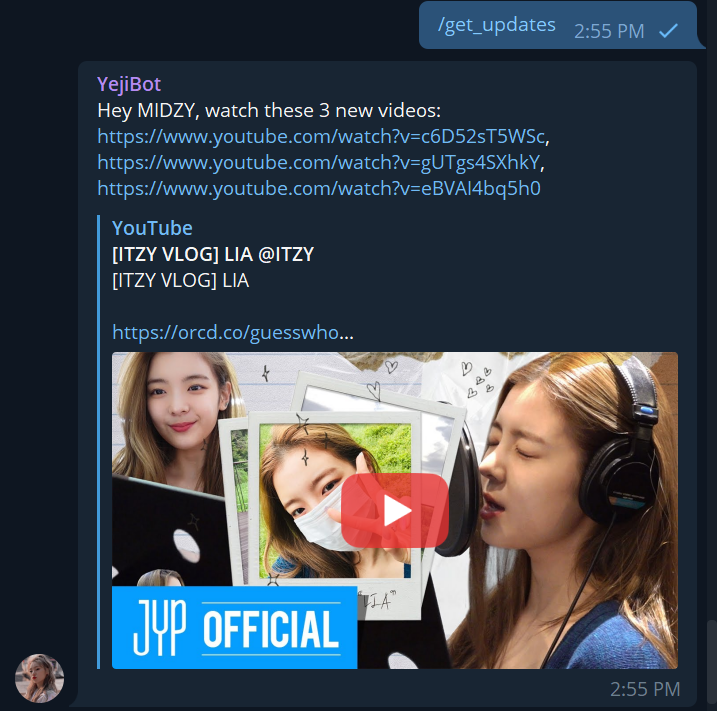 /get_updates 2:55 PM
YejiBot
Hey MIDZY, watch these 3 new videos:
https://www.youtube.com/watch?v=c6D52sT5WSc,
https://www.youtube.com/watch?v=gUTgs4SXhkY,
https://www.youtube.com/watch?v=eBVAI4bq5h0
YouTube
[ITZY VLOG] LIA @ITZY
[ITZY VLOG] LIA
https://orcd.co/guesswho...
LIA"
JYP OFFICIAL
2:55 PM